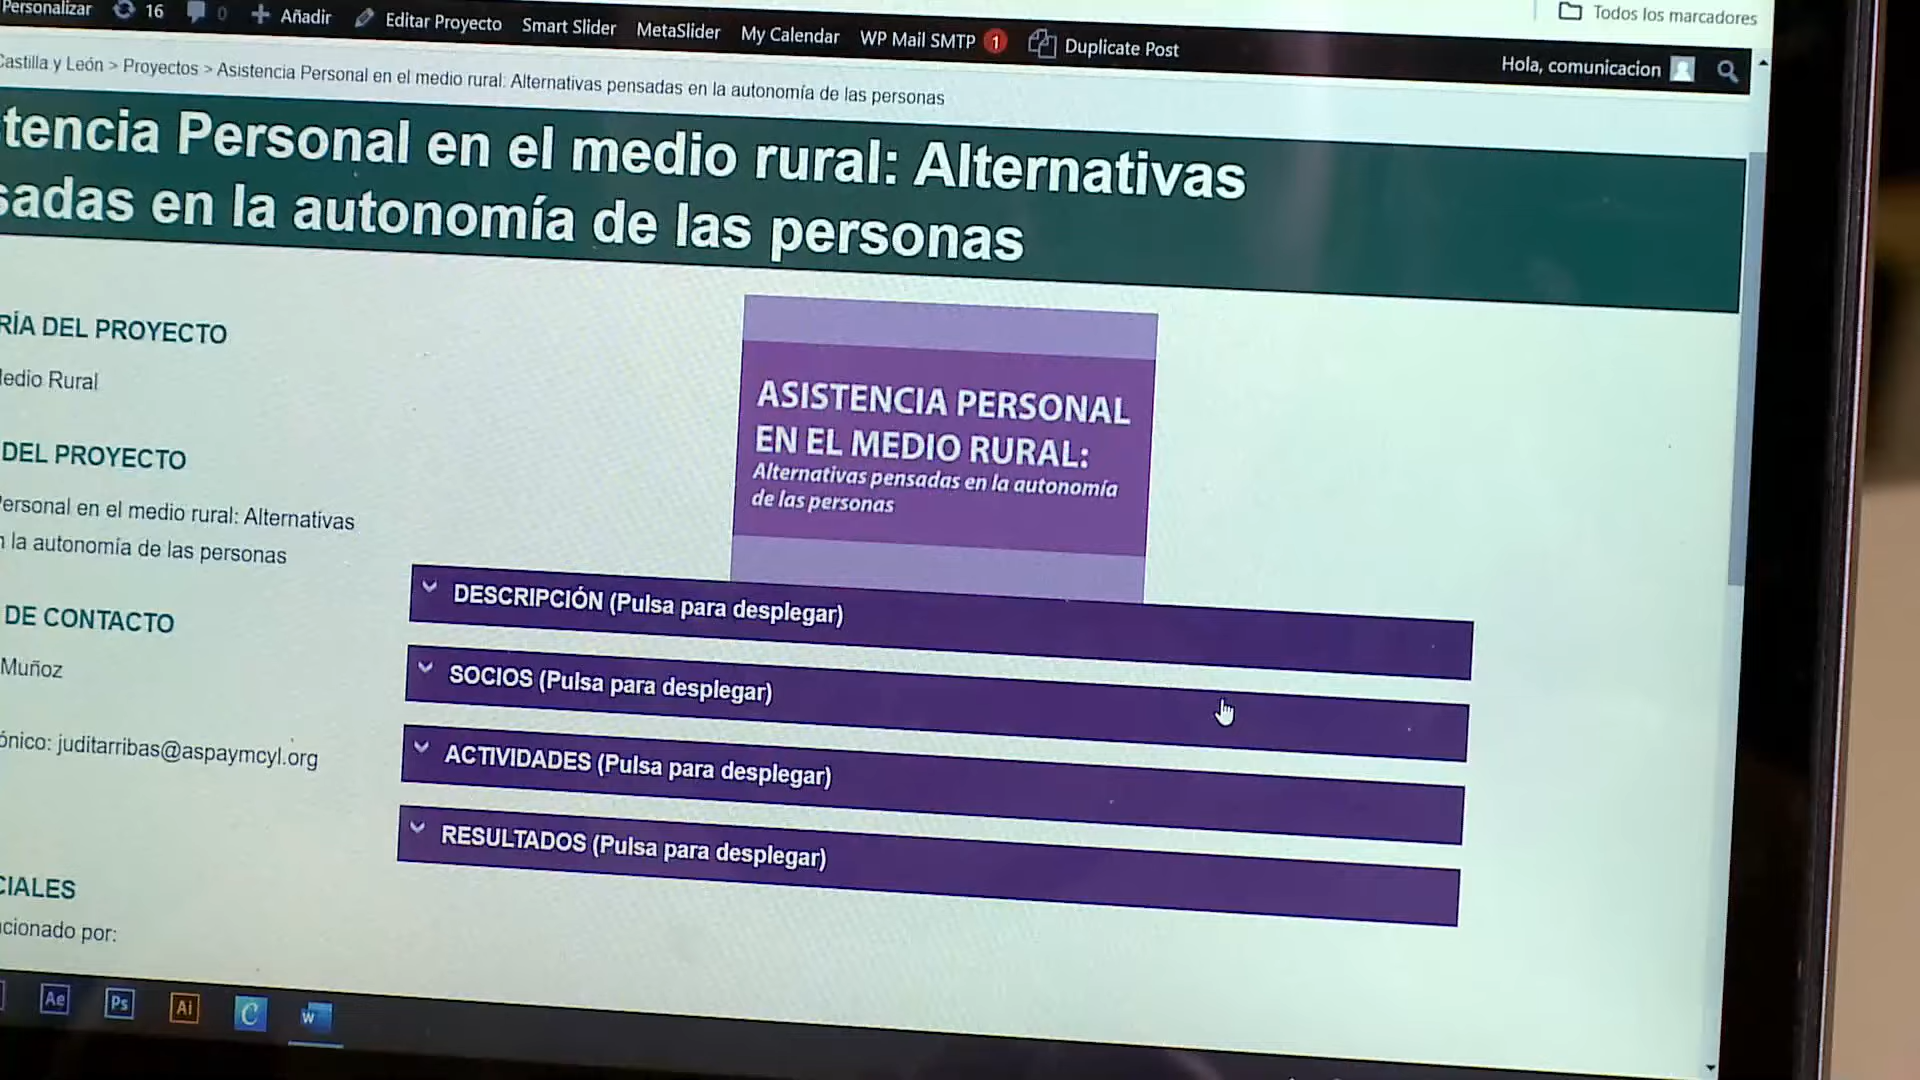 Personalizar 16 0 Añadir Editar Proyecto Smart Slider MetaSlider My Calendar WP Mail SMTP 1 Duplicate Post
Todos los marcadores
Hola, comunicacion
Castilla y León > Proyectos > Asistencia Personal en el medio rural: Alternativas pensadas en la autonomía de las personas
tencia Personal en el medio rural: Alternativas
sadas en la autonomía de las personas
RÍA DEL PROYECTO
Medio Rural
DEL PROYECTO
Personal en el medio rural: Alternativas
n la autonomía de las personas
DE CONTACTO
Muñoz
ónico: juditarribas@aspaymcyl.org
CIALES
cionado por:
ASISTENCIA PERSONAL
EN EL MEDIO RURAL:
Alternativas pensadas en la autonomía
de las personas
DESCRIPCIÓN (Pulsa para desplegar)
SOCIOS (Pulsa para desplegar)
ACTIVIDADES (Pulsa para desplegar)
RESULTADOS (Pulsa para desplegar)
Ae Ps Ai C W